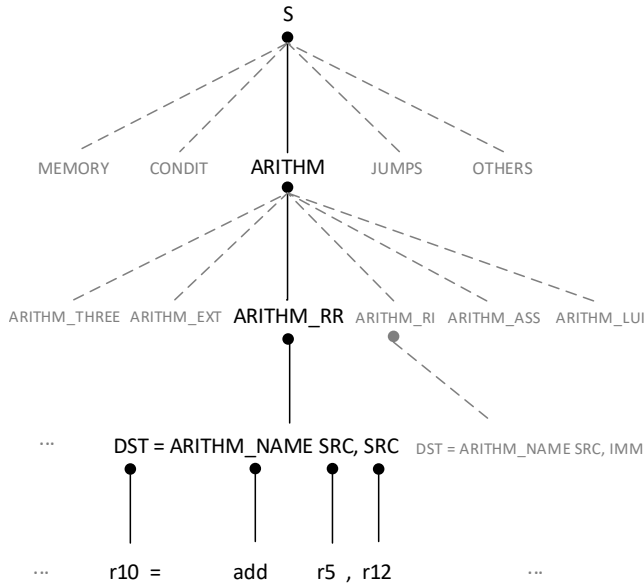 S
MEMORY CONDIT ARITHM JUMPS OTHERS
ARITHM_THREE ARITHM_EXT ARITHM_RR ARITHM_RI ARITHM_ASS ARITHM_LUI
... DST = ARITHM_NAME SRC, SRC DST = ARITHM_NAME SRC, IMM
... r10 = add r5 , r12 ...